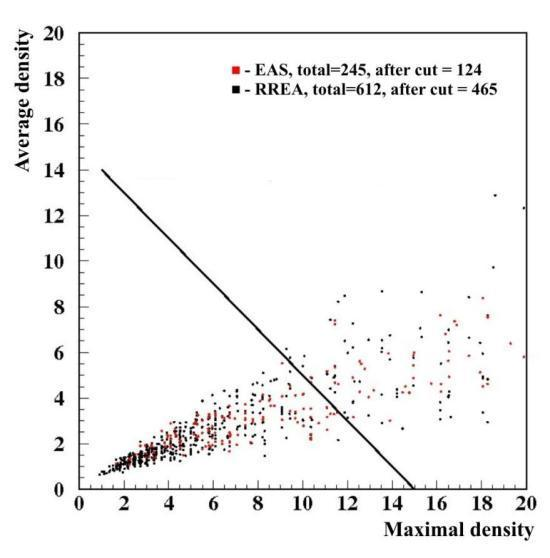 Average density
20
18
16
14
12
10
8
6
4
2
0
- EAS, total=245, after cut = 124
- RREA, total=612, after cut = 465
0 2 4 6 8 10 12 14 16 18 20
Maximal density